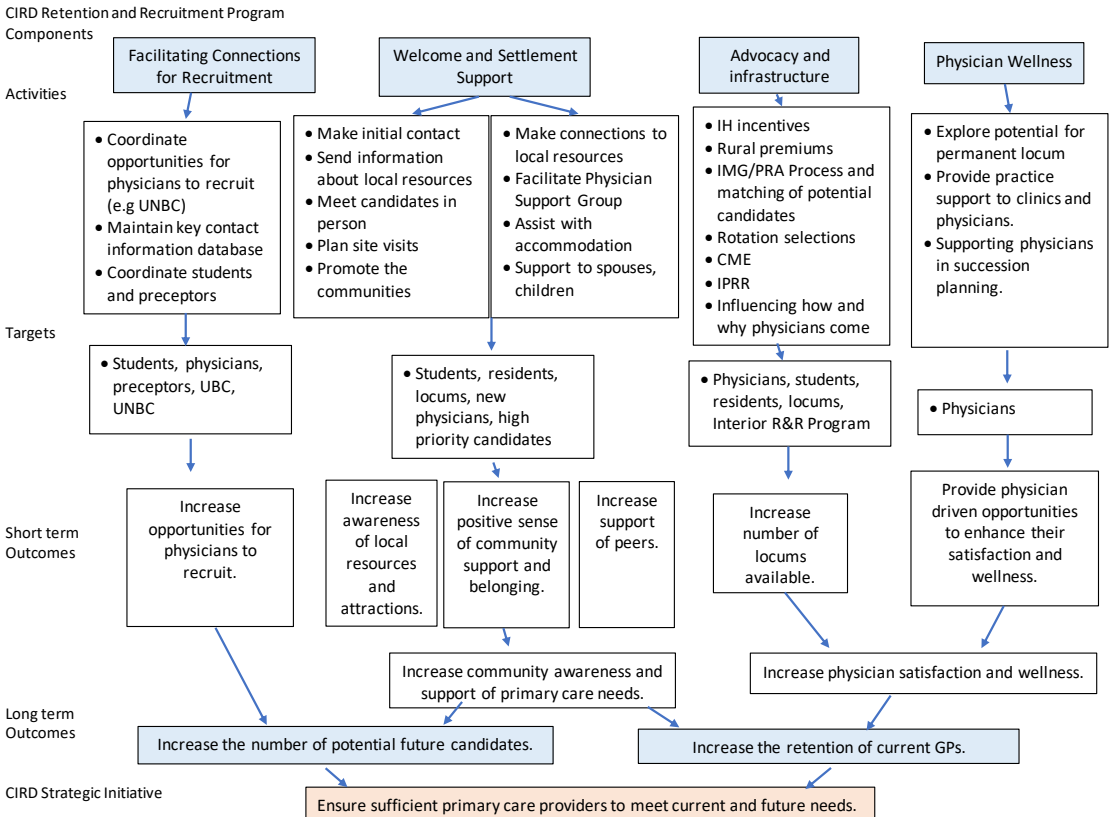 CIRD Retention and Recruitment Program
Components
Facilitating Connections
for Recruitment
Welcome and Settlement
Support
Advocacy and
infrastructure
Physician Wellness
Activities
• Coordinate
opportunities for
physicians to recruit
(e.g UNBC)
• Maintain key contact
information database
• Coordinate students
and preceptors
• Make initial contact
• Send information
about local resources
• Meet candidates in
person
• Plan site visits
• Promote the
communities
• Make connections to
local resources
• Facilitate Physician
Support Group
• Assist with
accommodation
• Support to spouses,
children
• IH incentives
• Rural premiums
• IMG/PRA Process and
matching of potential
candidates
• Rotation selections
• CME
• IPRR
• Influencing how and
why physicians come
• Explore potential for
permanent locum
• Provide practice
support to clinics and
physicians.
• Supporting physicians
in succession
planning.
Targets
• Students, physicians,
preceptors, UBC,
UNBC
• Students, residents,
locums, new
physicians, high
priority candidates
• Physicians, students,
residents, locums,
Interior R&R Program
• Physicians
Short term
Outcomes
Increase
opportunities for
physicians to
recruit.
Increase
awareness
of local
resources
and
attractions.
Increase
positive sense
of community
support and
belonging.
Increase
support
of peers.
Increase
number of
locums
available.
Provide physician
driven opportunities
to enhance their
satisfaction and
wellness.
Increase community awareness and
support of primary care needs.
Increase physician satisfaction and wellness.
Long term
Outcomes
Increase the number of potential future candidates.
Increase the retention of current GPs.
CIRD Strategic Initiative
Ensure sufficient primary care providers to meet current and future needs.